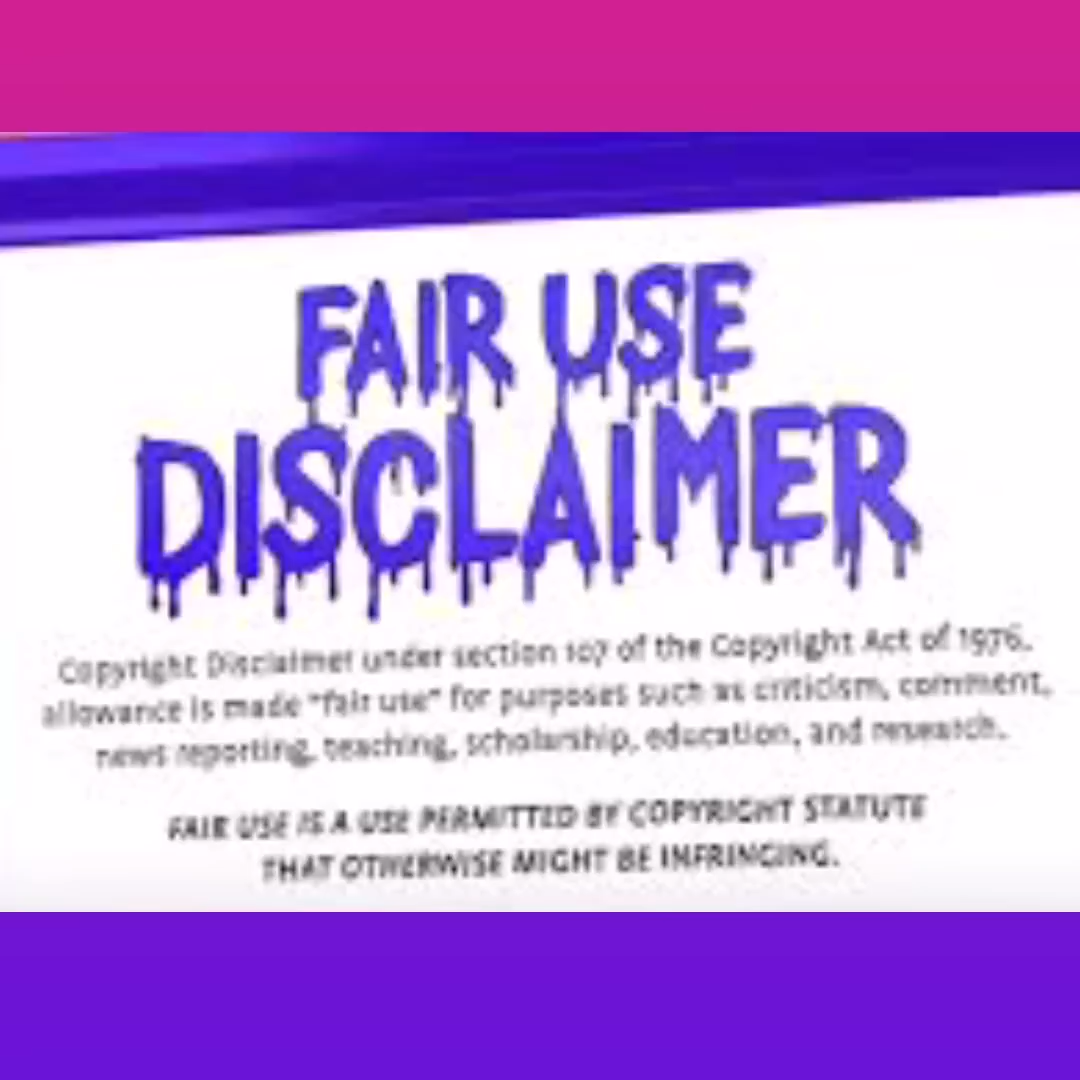 FAIR USE
DISCLAIMER
Copyright Disclaimer under section 107 of the Copyright Act of 1976,
allowance is made "fair use" for purposes such as criticism, comment,
news reporting, teaching, scholarship, education, and research.
FAIR USE IS A USE PERMITTED BY COPYRIGHT STATUTE
THAT OTHERWISE MIGHT BE INFRINGING.